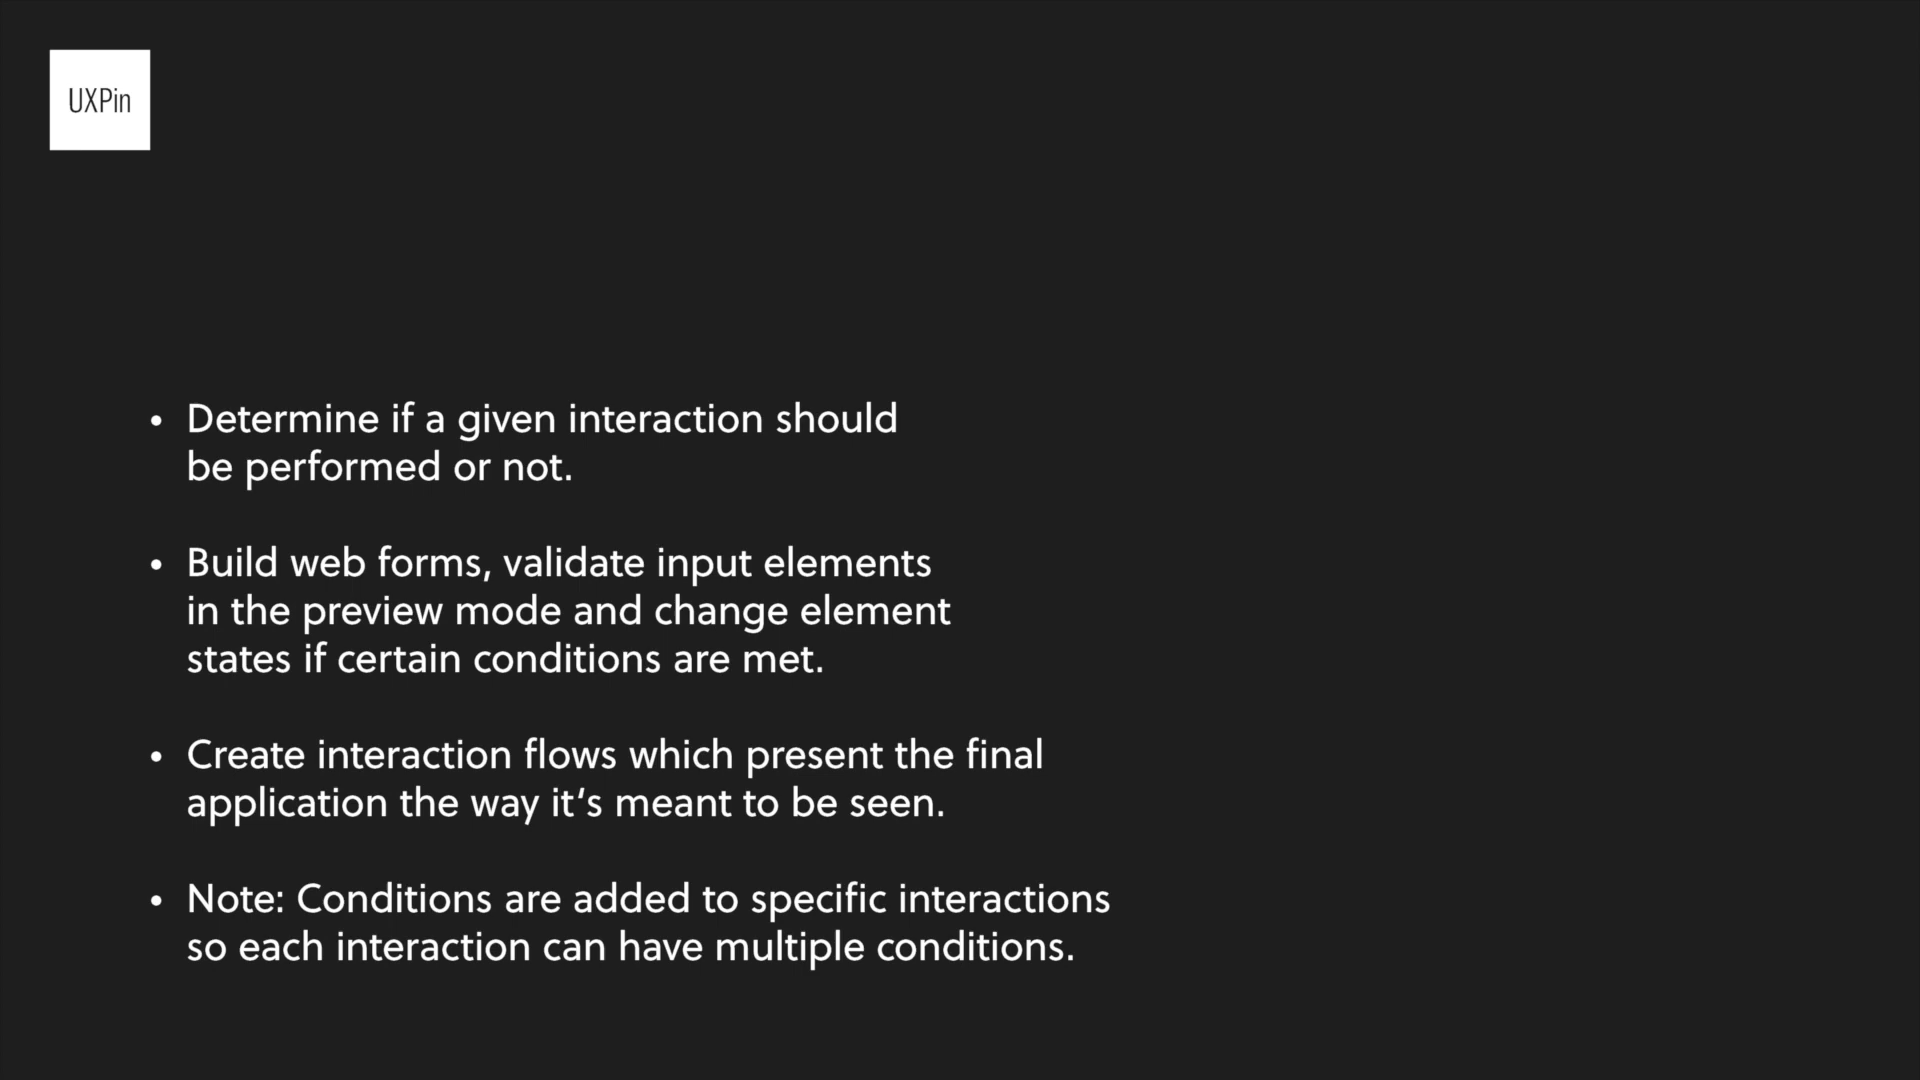 UXPin
• Determine if a given interaction should
be performed or not.
• Build web forms, validate input elements
in the preview mode and change element
states if certain conditions are met.
• Create interaction flows which present the final
application the way it's meant to be seen.
• Note: Conditions are added to specific interactions
so each interaction can have multiple conditions.